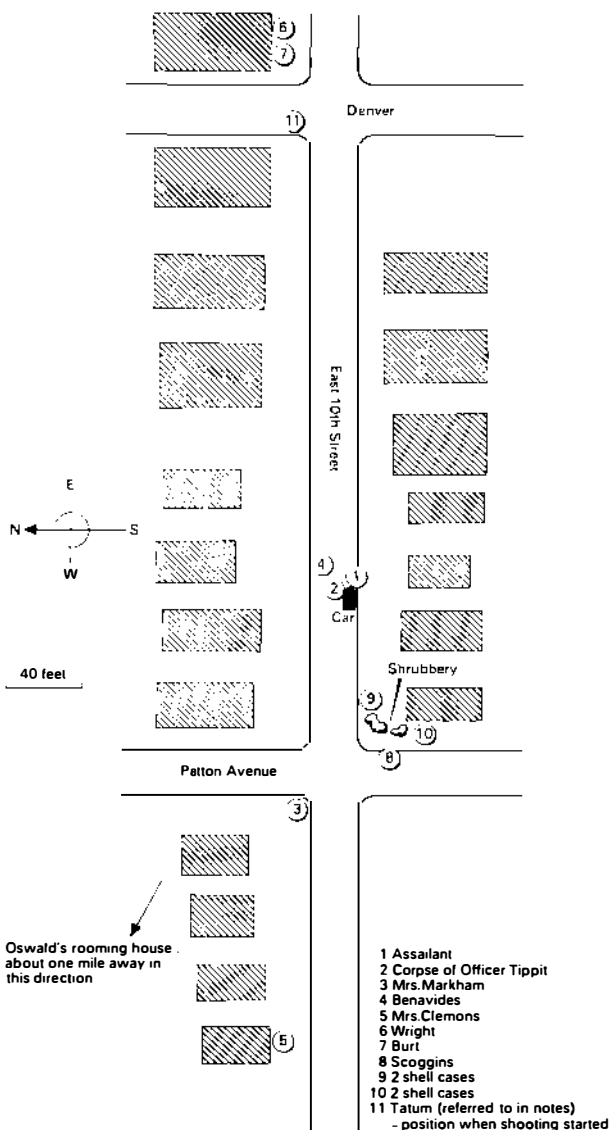 6
7
11
Denver
East 10th Street
E
N
S
W
4
1
2
Car
40 feet
Shrubbery
9
10
8
Patton Avenue
3
Oswald's rooming house
about one mile away in
this direction
5
1 Assailant
2 Corpse of Officer Tippit
3 Mrs.Markham
4 Benavides
5 Mrs.Clemons
6 Wright
7 Burt
8 Scoggins
9 2 shell cases
10 2 shell cases
11 Tatum (referred to in notes)
- position when shooting started